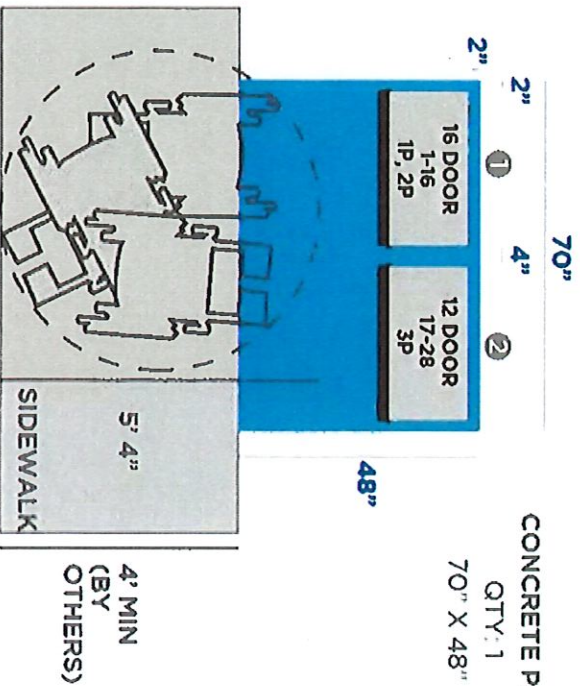 CONCRETE P
QTY: 1
70" X 48"
70"
2"
4"
2"
1
2
16 DOOR
1-16
1P, 2P
12 DOOR
17-28
3P
48"
5' 4"
SIDEWALK
4' MIN
(BY
OTHERS)